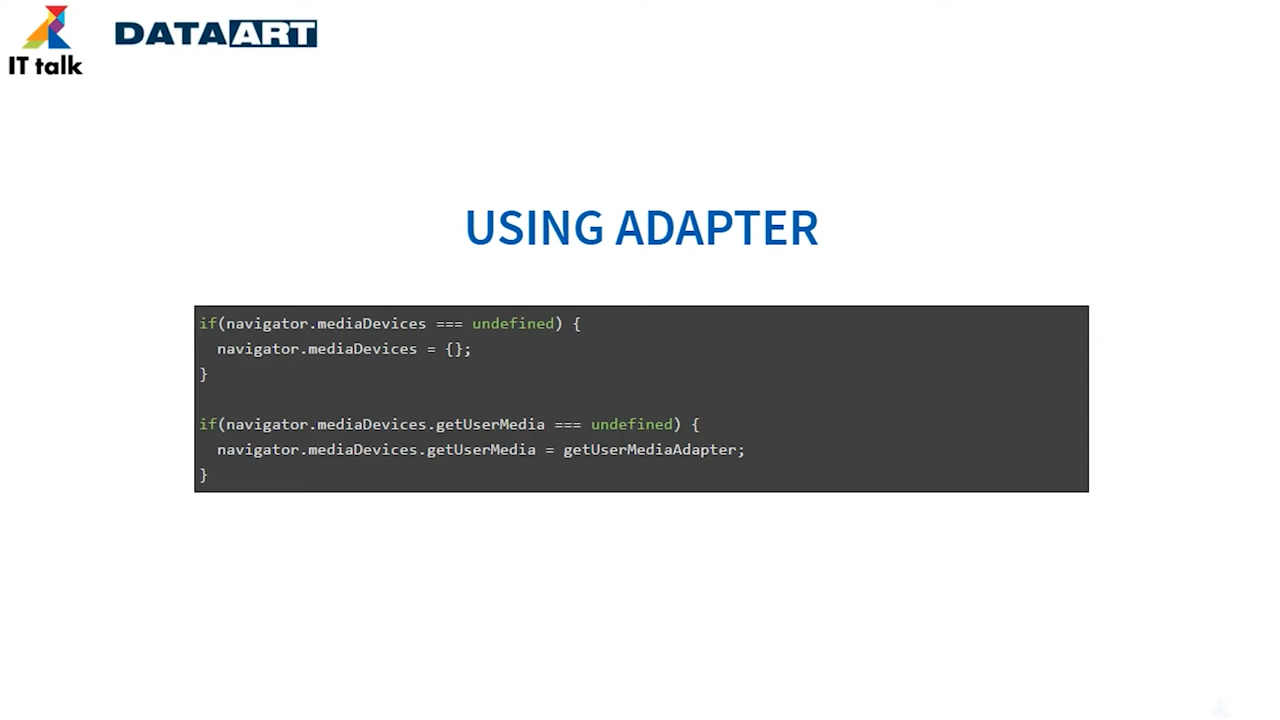 IT talk
DATAART
USING ADAPTER
if(navigator.mediaDevices === undefined) {
  navigator.mediaDevices = {};
}
if(navigator.mediaDevices.getUserMedia === undefined) {
  navigator.mediaDevices.getUserMedia = getUserMediaAdapter;
}